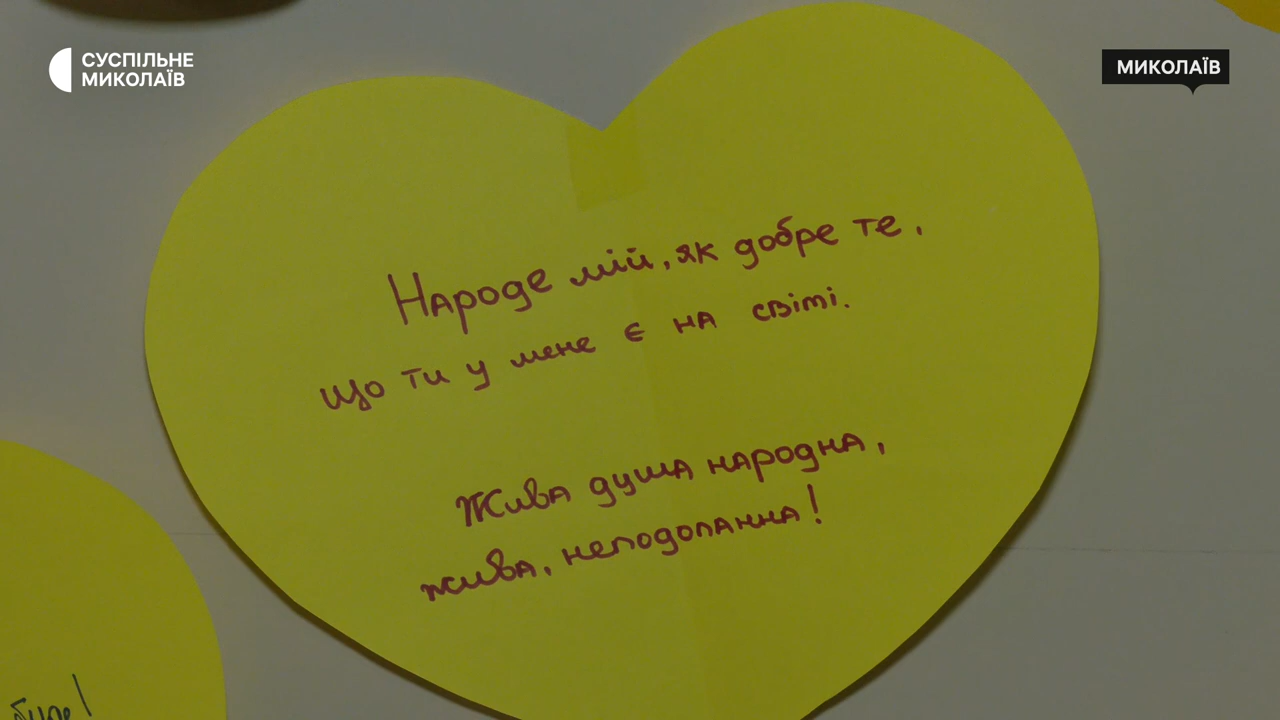 СУСПІЛЬНЕ
МИКОЛАЇВ
МИКОЛАЇВ
Народе мій, як добре те,
що ти у мене є на світі.
Жива душа народна,
жива, неподоланна!